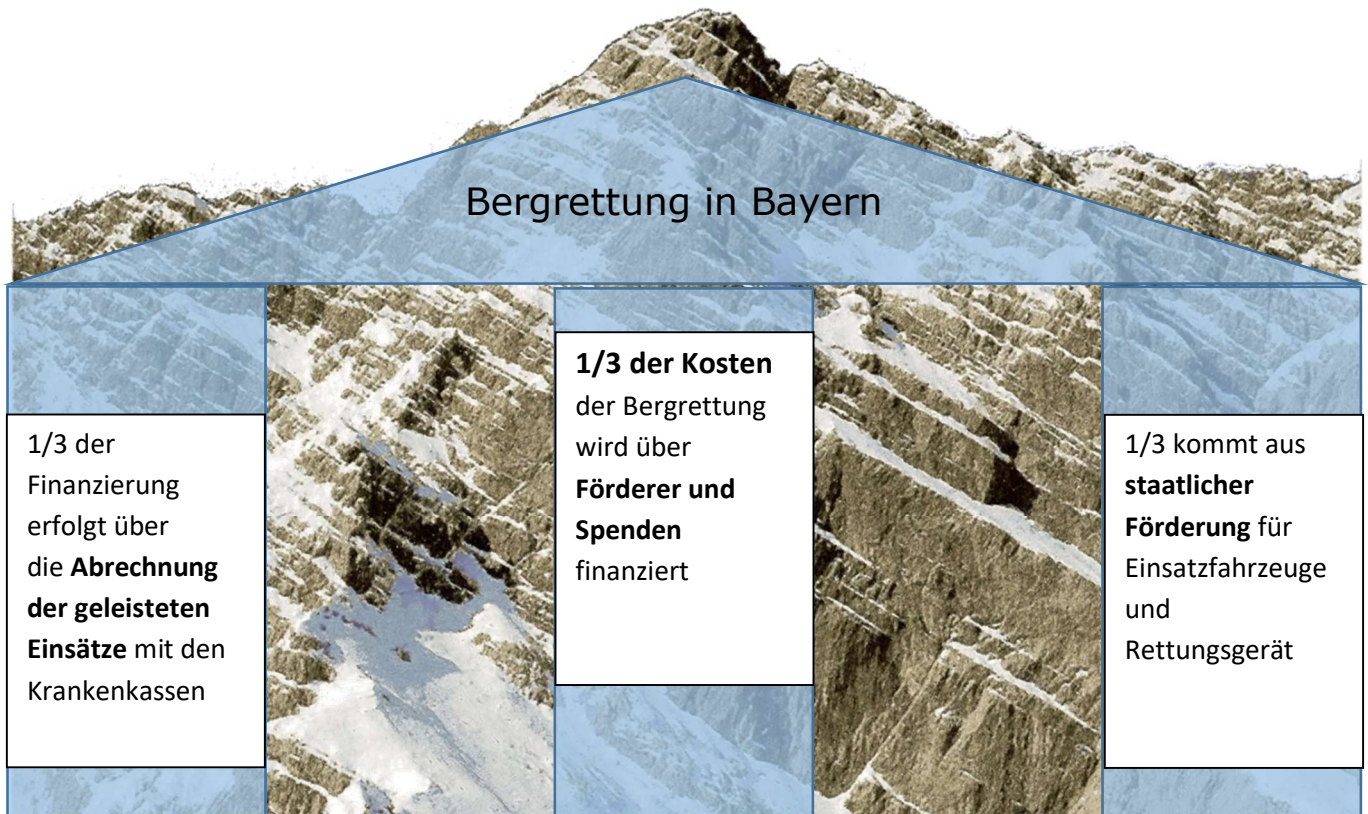 Bergrettung in Bayern
1/3 der
Finanzierung
erfolgt über
die Abrechnung
der geleisteten
Einsätze mit den
Krankenkassen
1/3 der Kosten
der Bergrettung
wird über
Förderer und
Spenden
finanziert
1/3 kommt aus
staatlicher
Förderung für
Einsatzfahrzeuge
und
Rettungsgerät